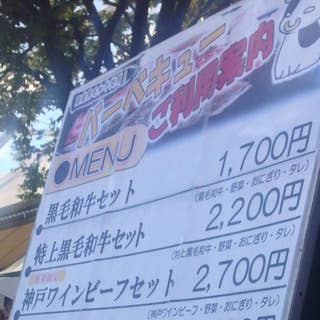 バーベキュー
ご利用案内
●MENU
黒毛和牛セット 1,700円
(黒毛和牛・野菜・おにぎり・タレ)
特上黒毛和牛セット 2,200円
(特上黒毛和牛・野菜・おにぎり・タレ)
神戸ワインビーフセット 2,700円
(神戸ワインビーフ・野菜・おにぎり・タレ)